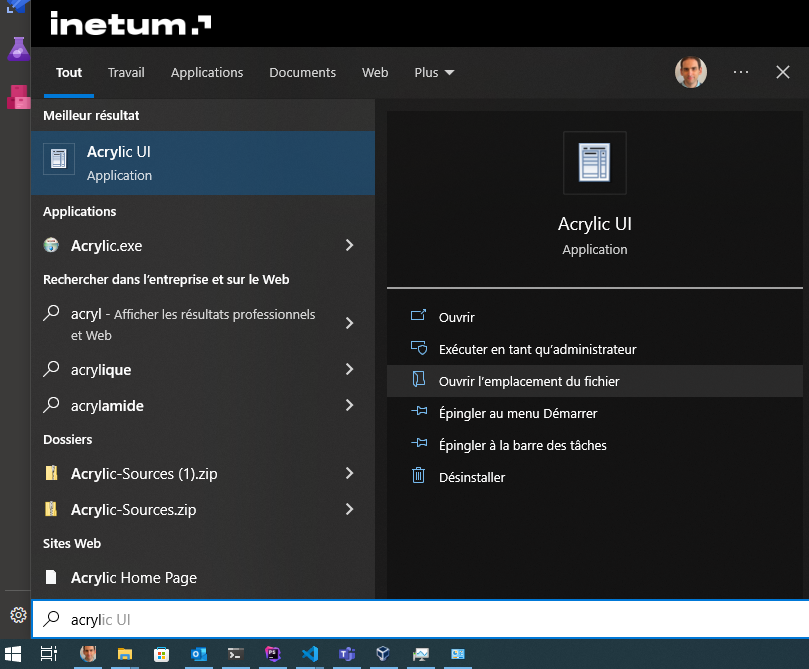 inetum.
Tout Travail Applications Documents Web Plus
Meilleur résultat
Acrylic UI
Application
Applications
Acrylic.exe
Rechercher dans l'entreprise et sur le Web
acryl - Afficher les résultats professionnels
et Web
acrylique
acrylamide
Dossiers
Acrylic-Sources (1).zip
Acrylic-Sources.zip
Sites Web
Acrylic Home Page
acrylic UI
Acrylic UI
Application
Ouvrir
Exécuter en tant qu'administrateur
Ouvrir l'emplacement du fichier
Épingler au menu Démarrer
Épingler à la barre des tâches
Désinstaller